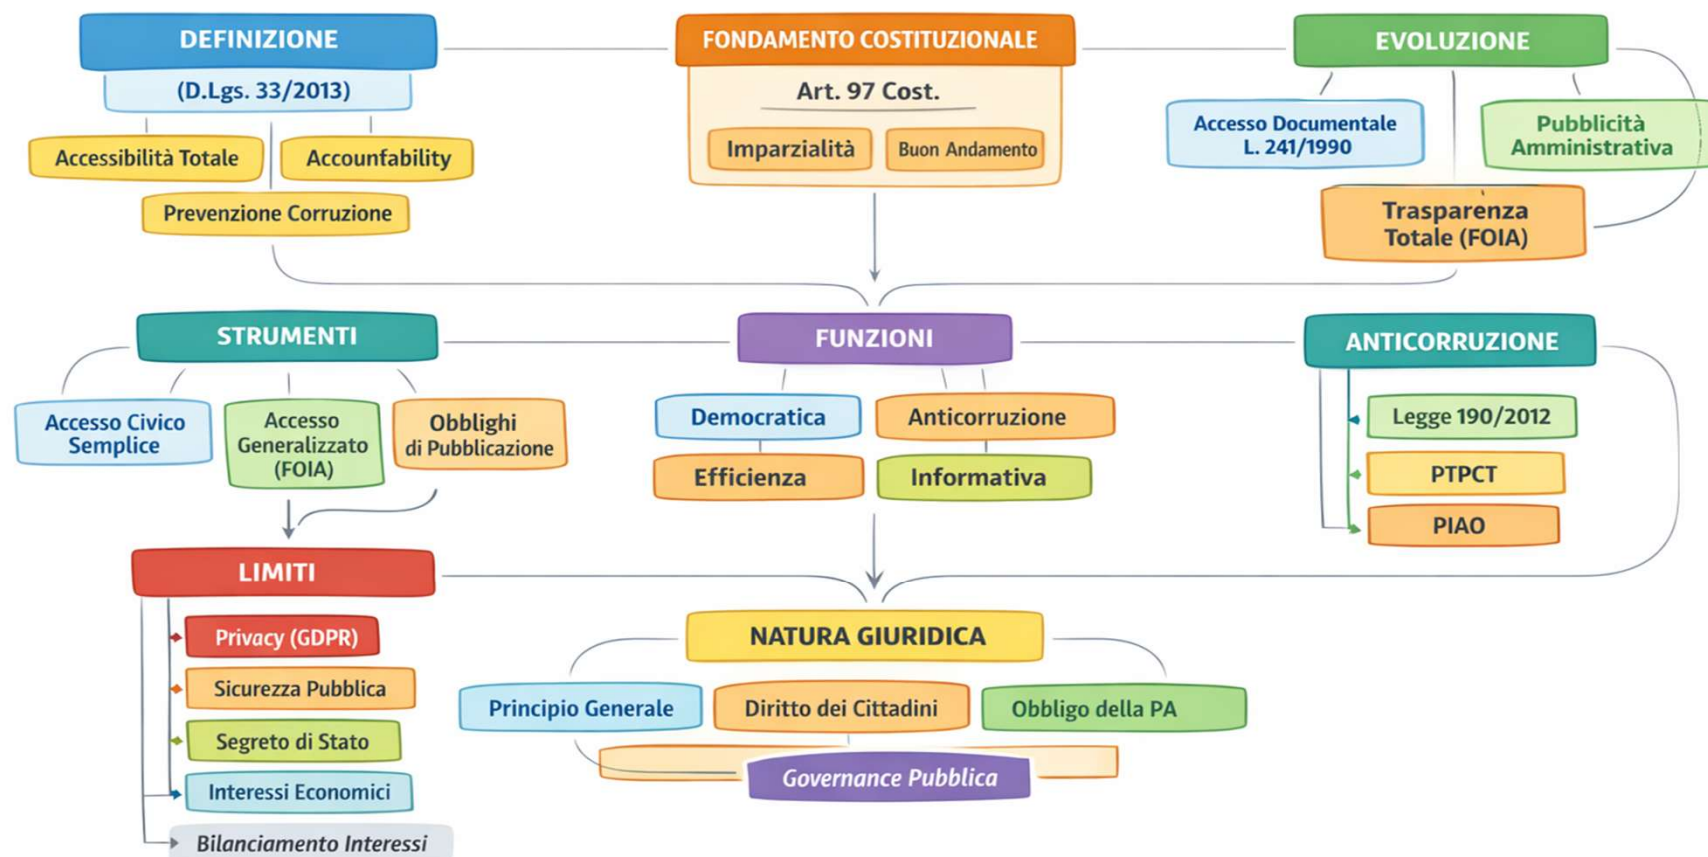 DEFINIZIONE
(D.Lgs. 33/2013)
Accessibilità Totale
Accounfability
Prevenzione Corruzione
FONDAMENTO COSTITUZIONALE
Art. 97 Cost.
Imparzialità
Buon Andamento
EVOLUZIONE
Accesso Documentale
L. 241/1990
Pubblicità
Amministrativa
Trasparenza
Totale (FOIA)
STRUMENTI
Accesso Civico
Semplice
Accesso
Generalizzato
(FOIA)
Obblighi
di Pubblicazione
FUNZIONI
Democratica
Anticorruzione
Efficienza
Informativa
ANTICORRUZIONE
Legge 190/2012
PTPCT
PIAO
LIMITI
Privacy (GDPR)
Sicurezza Pubblica
Segreto di Stato
Interessi Economici
Bilanciamento Interessi
NATURA GIURIDICA
Principio Generale
Diritto dei Cittadini
Obbligo della PA
Governance Pubblica